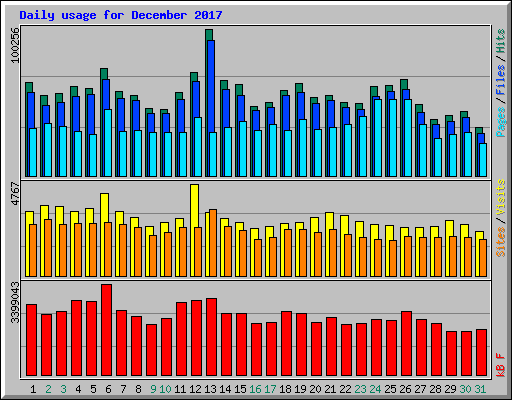 Daily usage for December 2017
100256
Pages / Files / Hits
4767
Sites / Visits
3399043
kB F
1 2 3 4 5 6 7 8 9 10 11 12 13 14 15 16 17 18 19 20 21 22 23 24 25 26 27 28 29 30 31